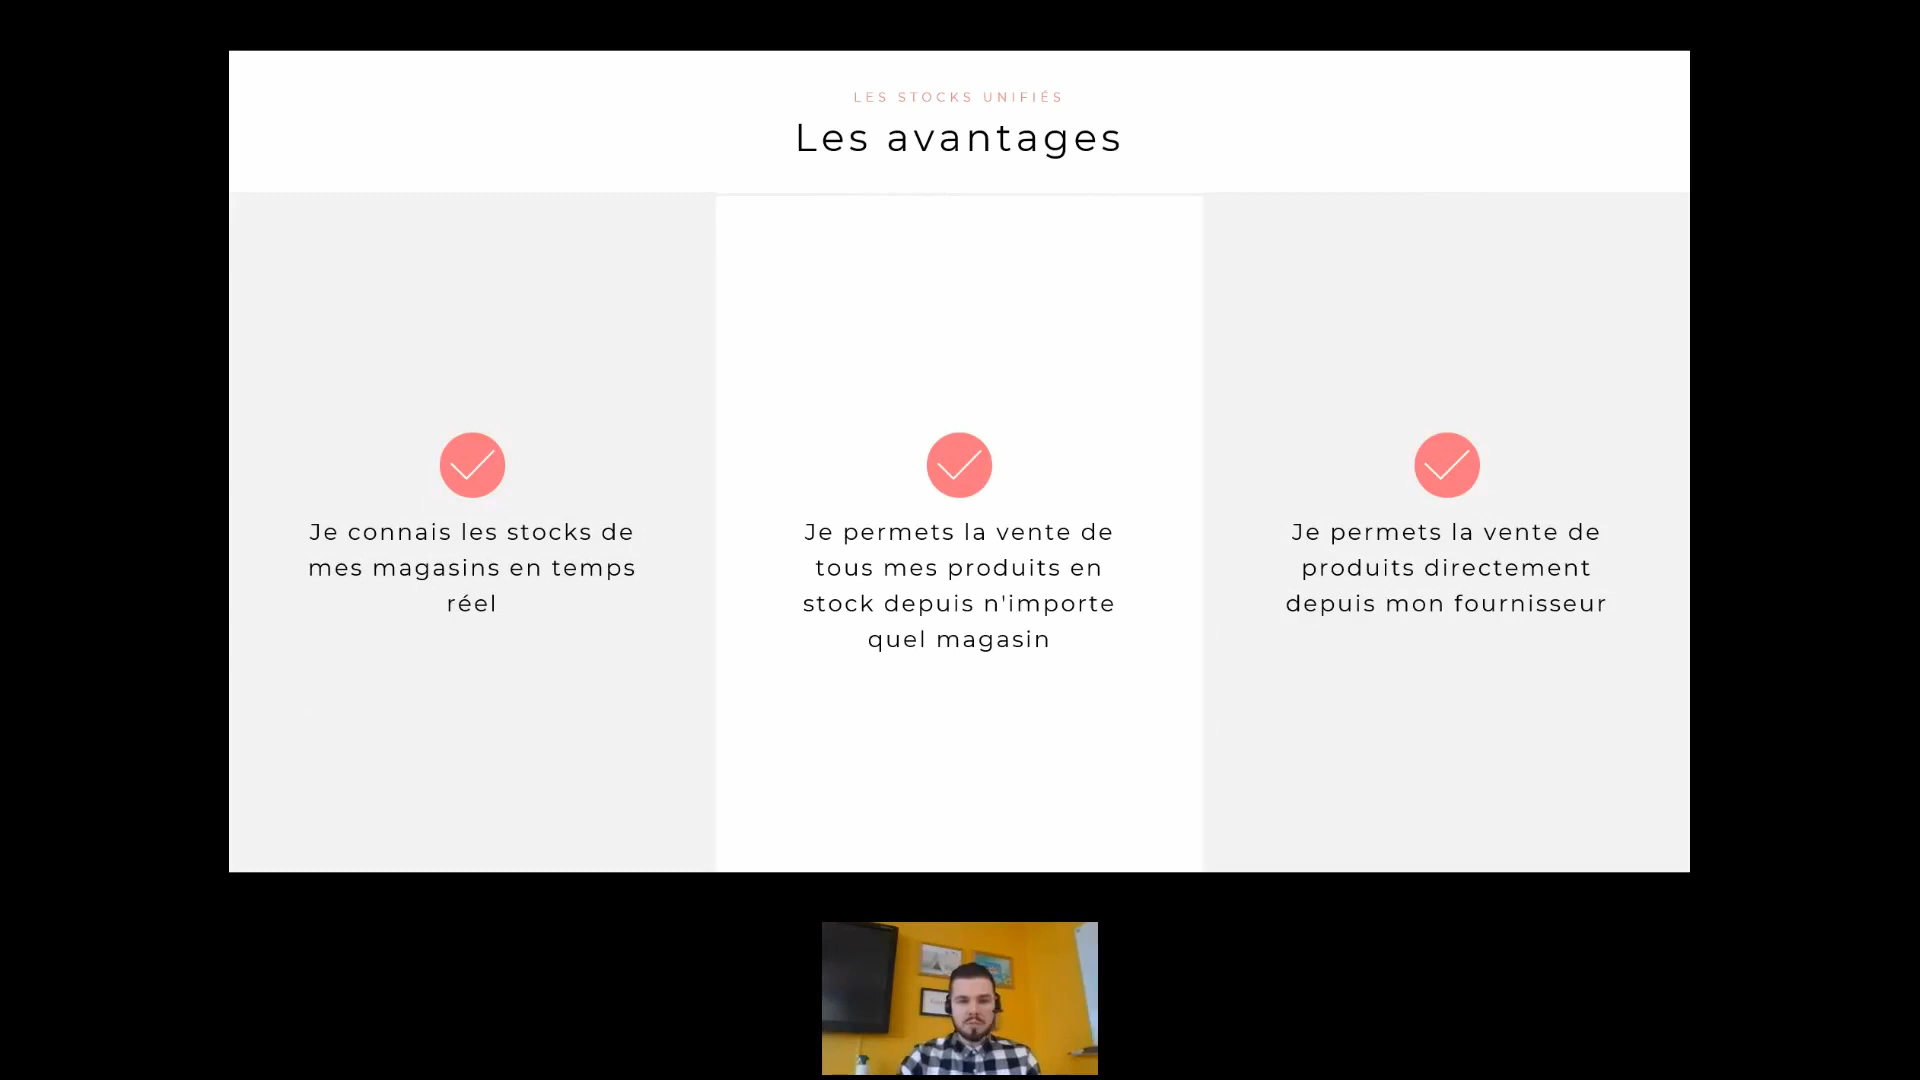 LES STOCKS UNIFIÉS
Les avantages
Je connais les stocks de
mes magasins en temps
réel
Je permets la vente de
tous mes produits en
stock depuis n'importe
quel magasin
Je permets la vente de
produits directement
depuis mon fournisseur